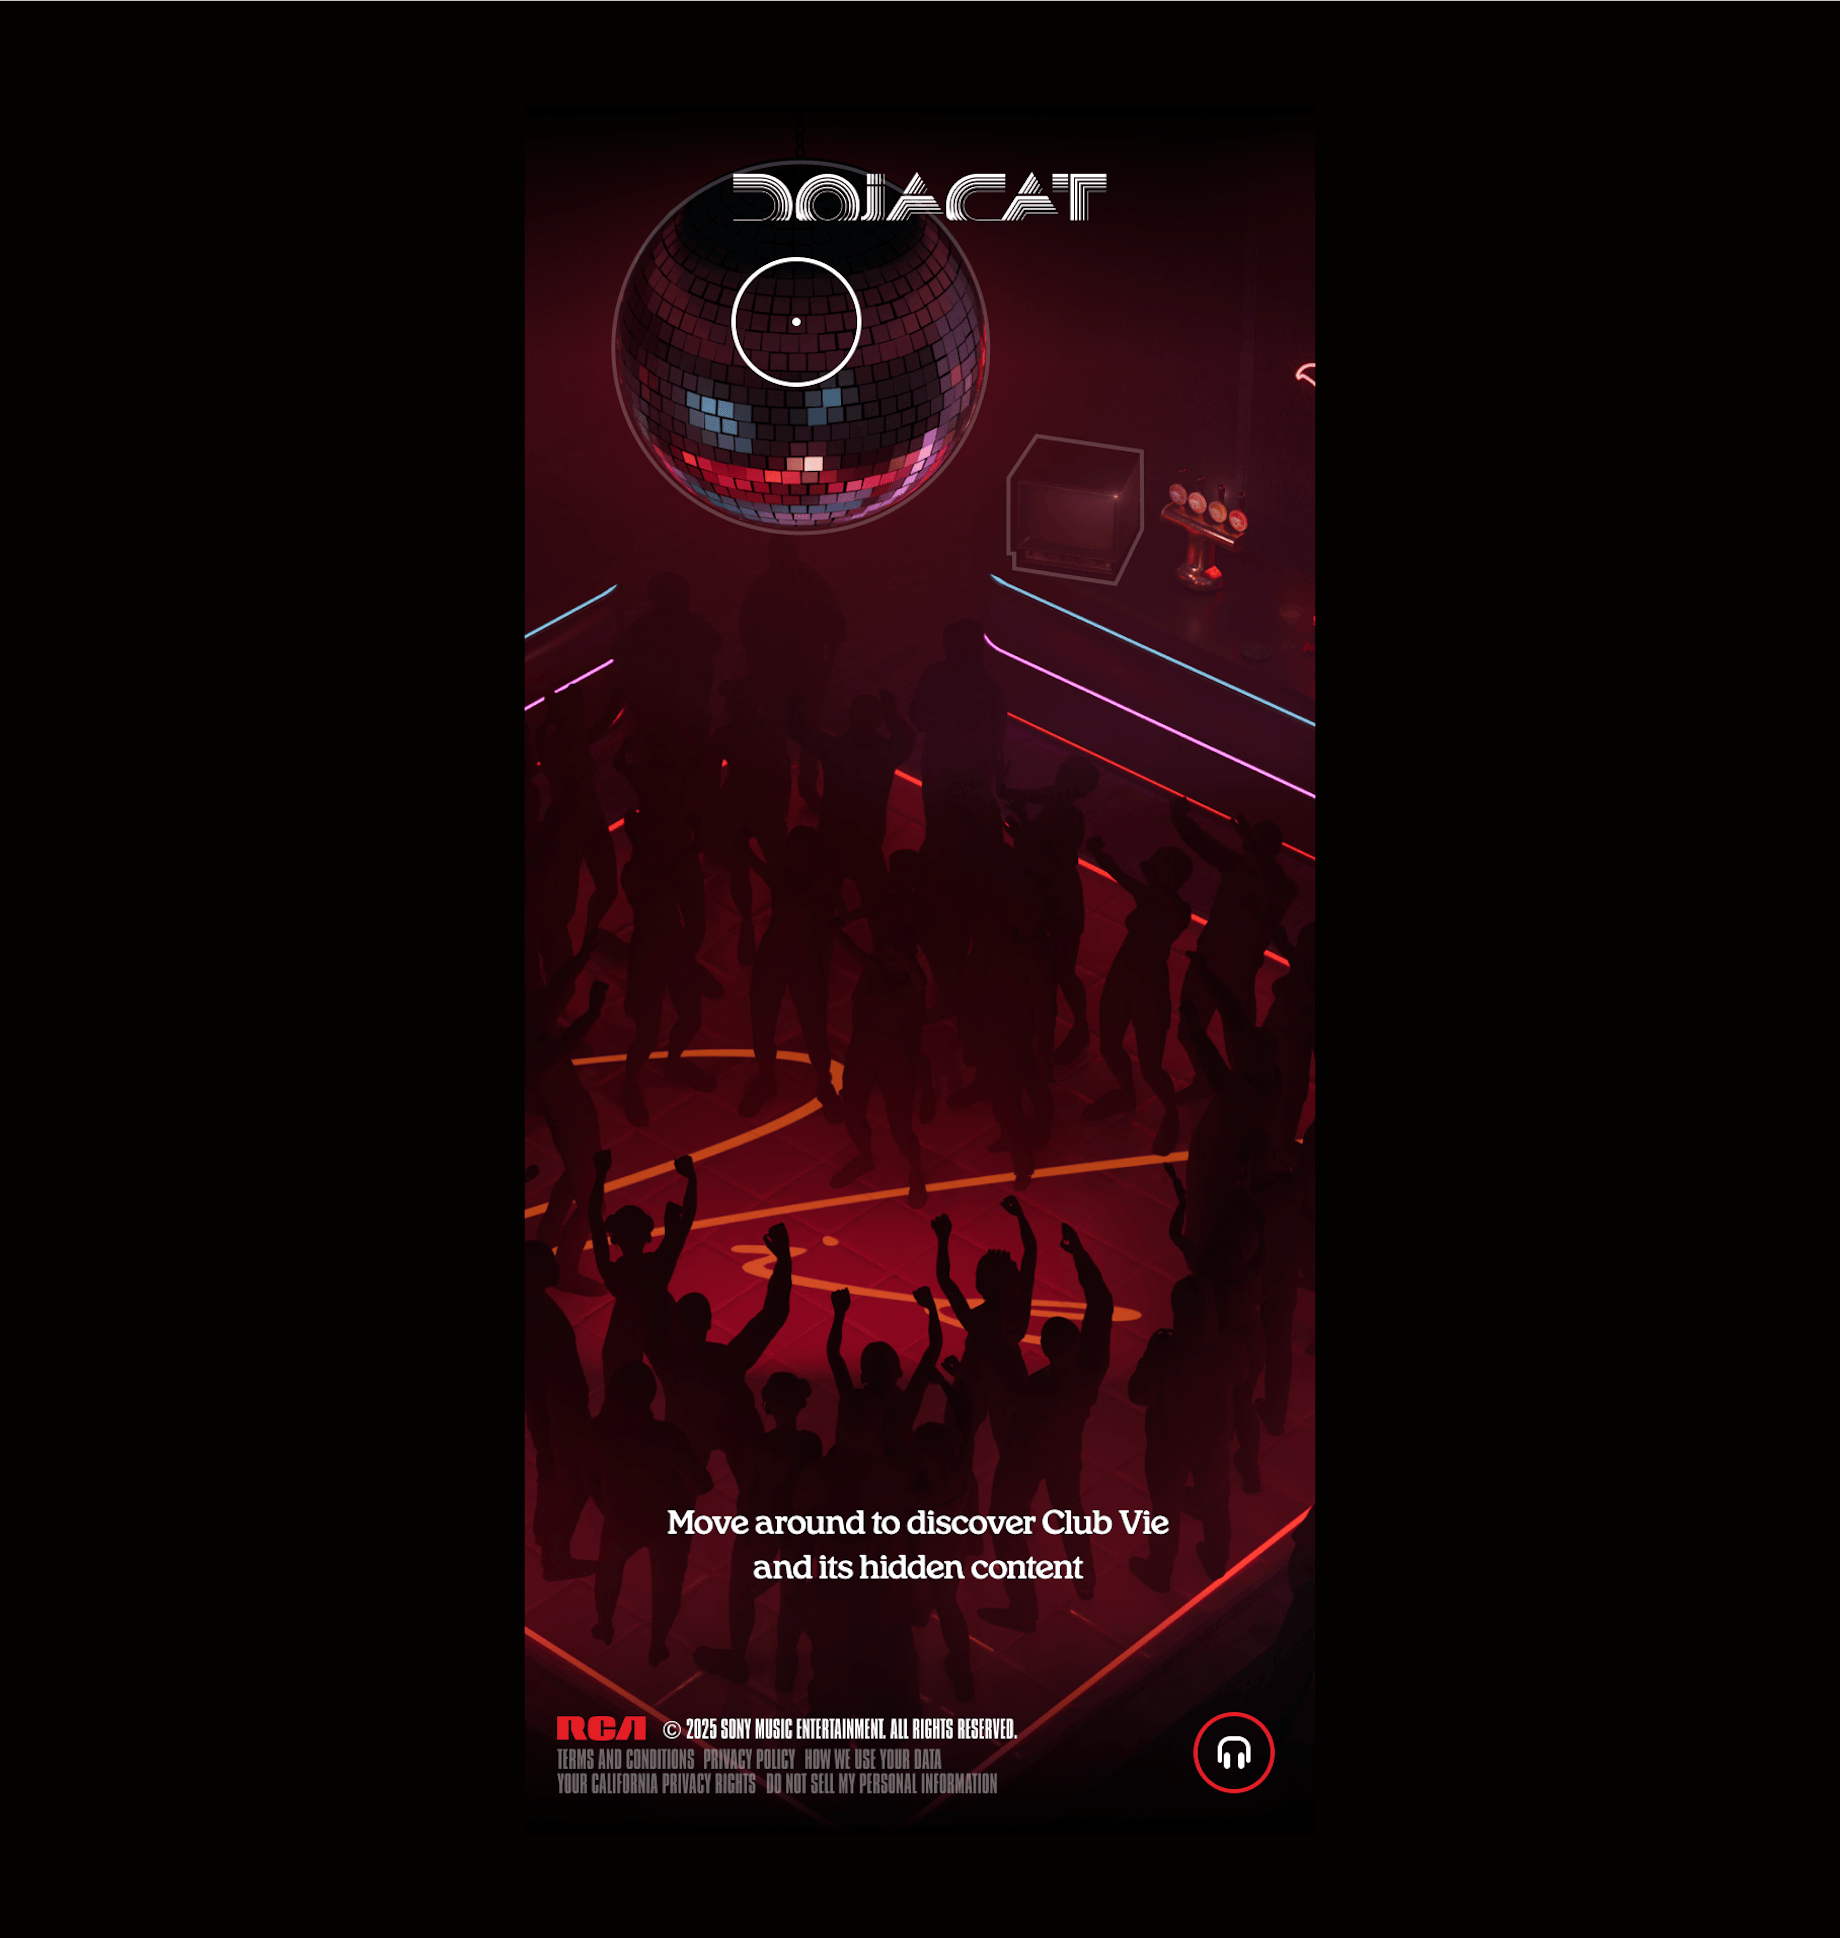 DOJACAT
Move around to discover Club Vie
and its hidden content
RCA © 2025 SONY MUSIC ENTERTAINMENT. ALL RIGHTS RESERVED.
TERMS AND CONDITIONS PRIVACY POLICY HOW WE USE YOUR DATA
YOUR CALIFORNIA PRIVACY RIGHTS DO NOT SELL MY PERSONAL INFORMATION